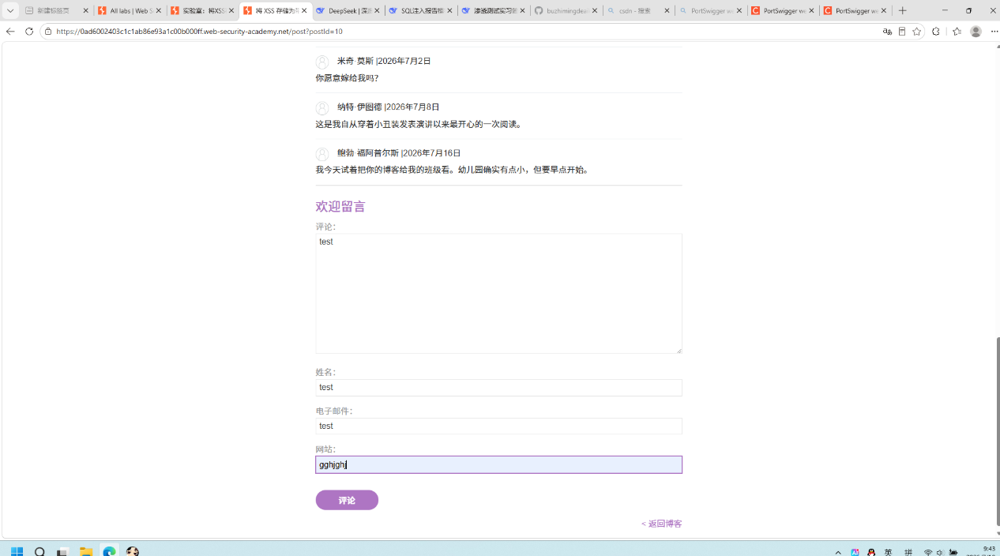 新建标签页
All labs | Web S
实验室：将XSS
将 XSS 存储为
DeepSeek | 深
SQL注入报告模
渗透测试实习
buzhimingdea
csdn - 搜索
PortSwigger we
PortSwigger we
PortSwigger we
https://0ad6002403c1c1ab86e93a1c00b000ff.web-security-academy.net/post?postId=10
米奇·莫斯 |2026年7月2日
你愿意嫁给我吗？
纳特·伊图德 |2026年7月8日
这是我自从穿着小丑装发表演讲以来最开心的一次阅读。
鲍勃·福阿普尔斯 |2026年7月16日
我今天试着把你的博客给我的班级看。幼儿园确实有点小，但要早点开始。
欢迎留言
评论：
test
姓名：
test
电子邮件：
test
网站：
gghjghj
评论
< 返回博客
英
拼
9:43